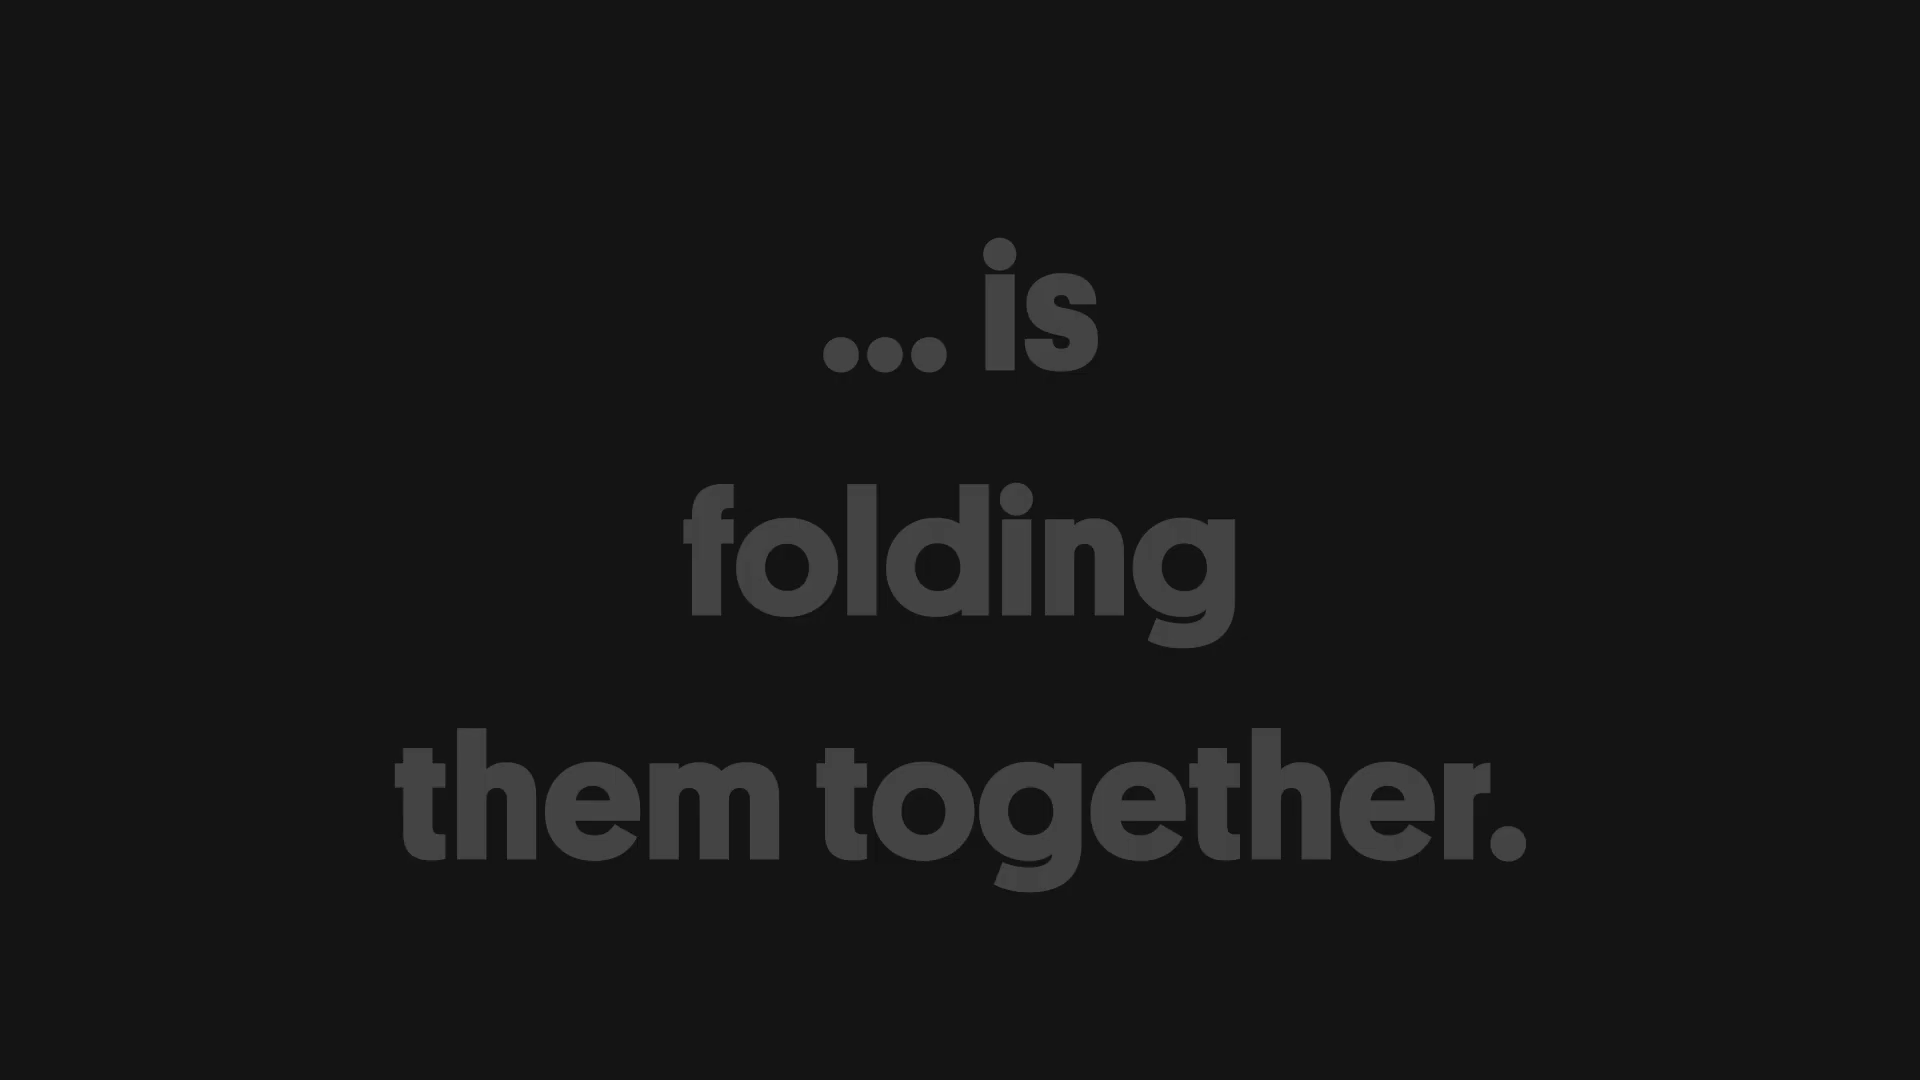 ... is
folding
them together.